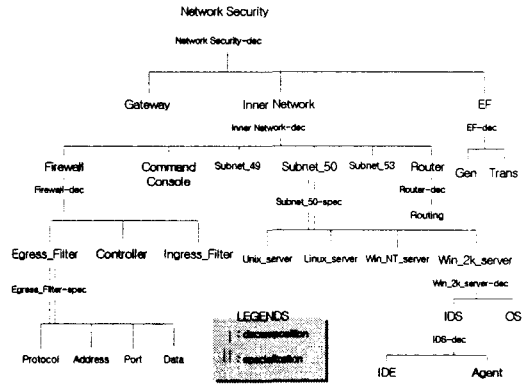 Network Security
Network Security-dec
Gateway Inner Network EF
Inner Network-dec EF-dec
Firewall Command Console Subnet_49 Subnet_50 Subnet_53 Router Gen Trans
Firewall-dec Subnet_50-spec Router-dec
Routing
Egress_Filter Controller Ingress_Filter Unix_server Linux_server Win_NT_server Win_2k_server
Egress_Filter-spec Win_2k_server-dec
LEGENDS
: decomposition
: specialization
IDS OS
IDS-dec
Protocol Address Port Data IDE Agent